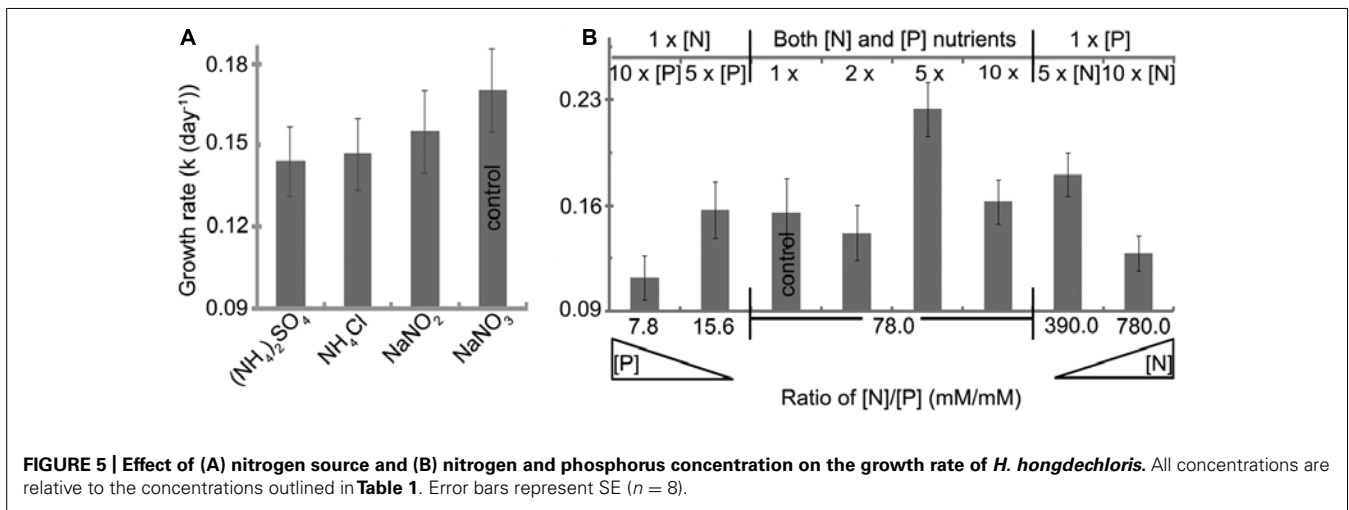 A
Growth rate (k (day⁻¹))
0.18
0.15
0.12
0.09
control
(NH₄)₂SO₄
NH₄Cl
NaNO₂
NaNO₃
B
1 x [N]
Both [N] and [P] nutrients
1 x [P]
10 x [P] 5 x [P]
1 x
2 x
5 x
10 x
5 x [N] 10 x [N]
0.23
0.16
0.09
control
7.8
15.6
78.0
390.0
780.0
[P]
[N]
Ratio of [N]/[P] (mM/mM)
FIGURE 5 | Effect of (A) nitrogen source and (B) nitrogen and phosphorus concentration on the growth rate of H. hongdechloris. All concentrations are
relative to the concentrations outlined in Table 1. Error bars represent SE (n = 8).